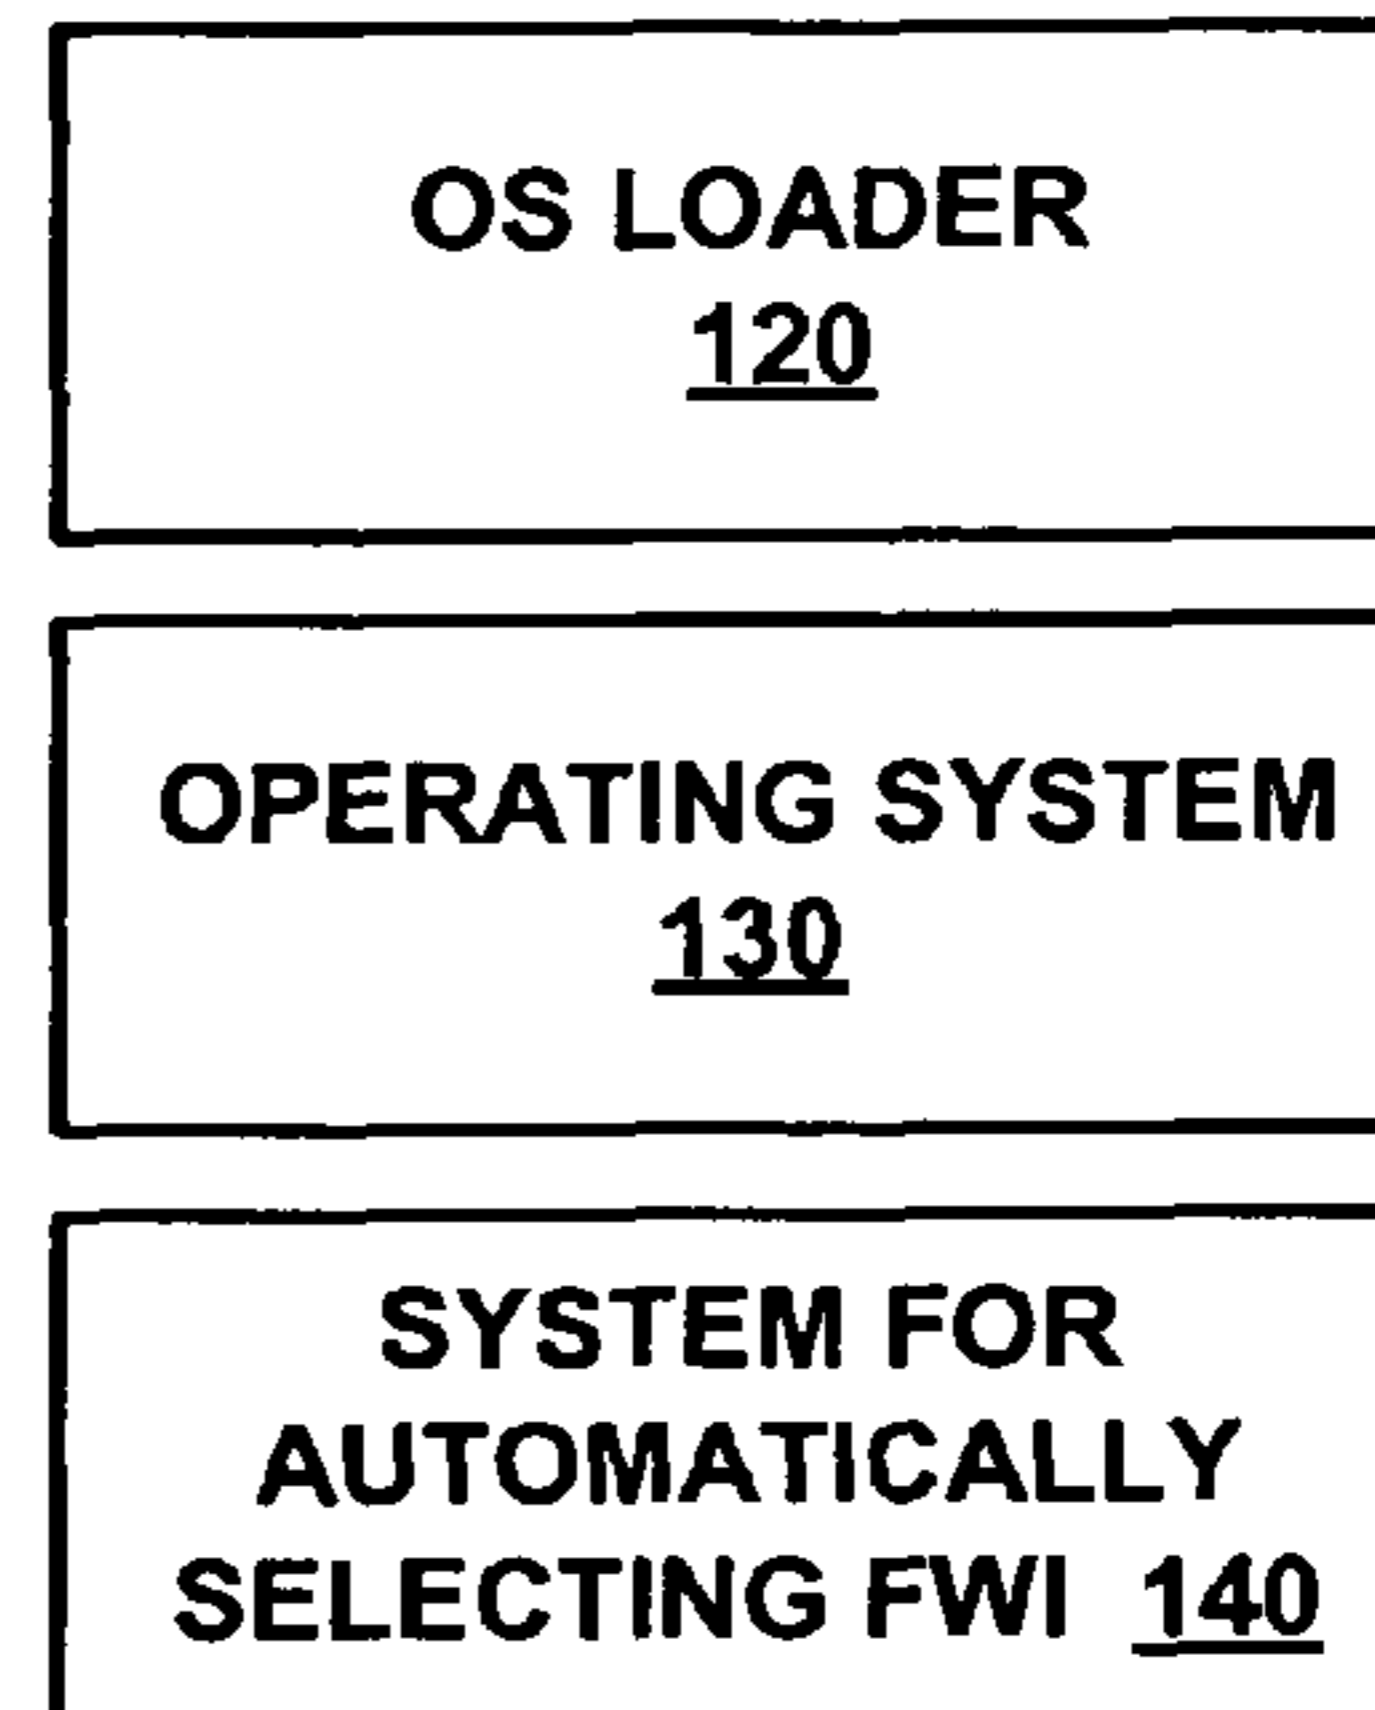 OS LOADER
120
OPERATING SYSTEM
130
SYSTEM FOR
AUTOMATICALLY
SELECTING FWI 140